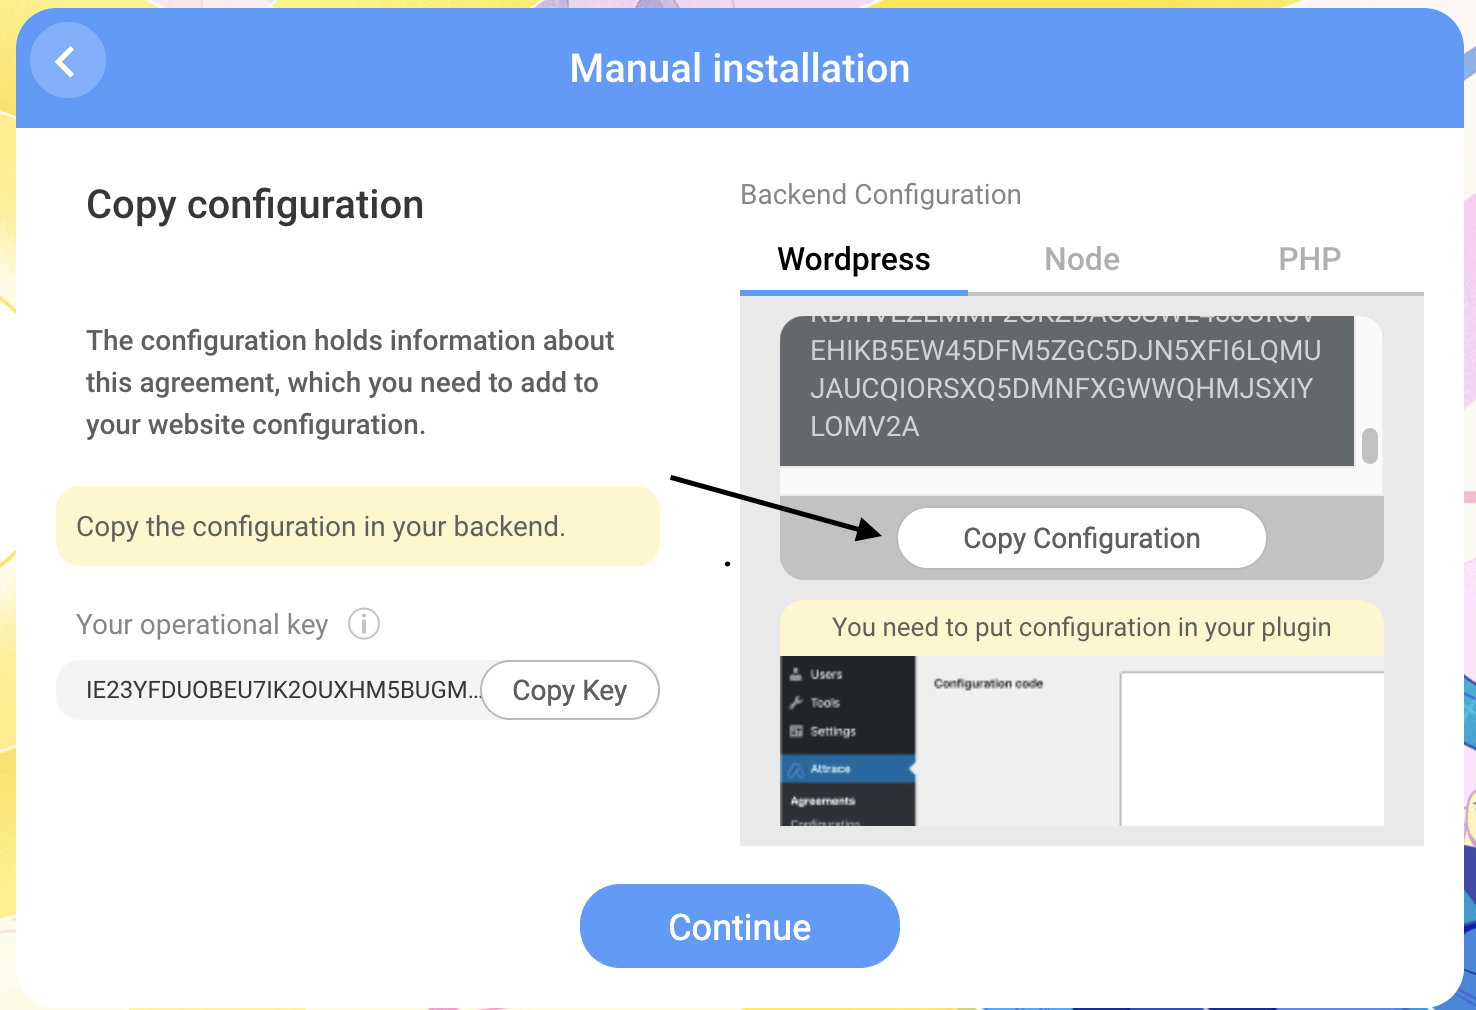 Manual installation
Copy configuration
The configuration holds information about
this agreement, which you need to add to
your website configuration.
Copy the configuration in your backend.
Your operational key
IE23YFDUOBEU7IK2OUXHM5BUGM...
Copy Key
Backend Configuration
Wordpress Node PHP
EHIKB5EW45DFM5ZGC5DJN5XFI6LQMU
JAUCQIORSXQ5DMNFXGWWQHMJSXIY
LOMV2A
Copy Configuration
You need to put configuration in your plugin
Users
Tools
Settings
Attrace
Agreements
Configuration
Configuration code
Continue